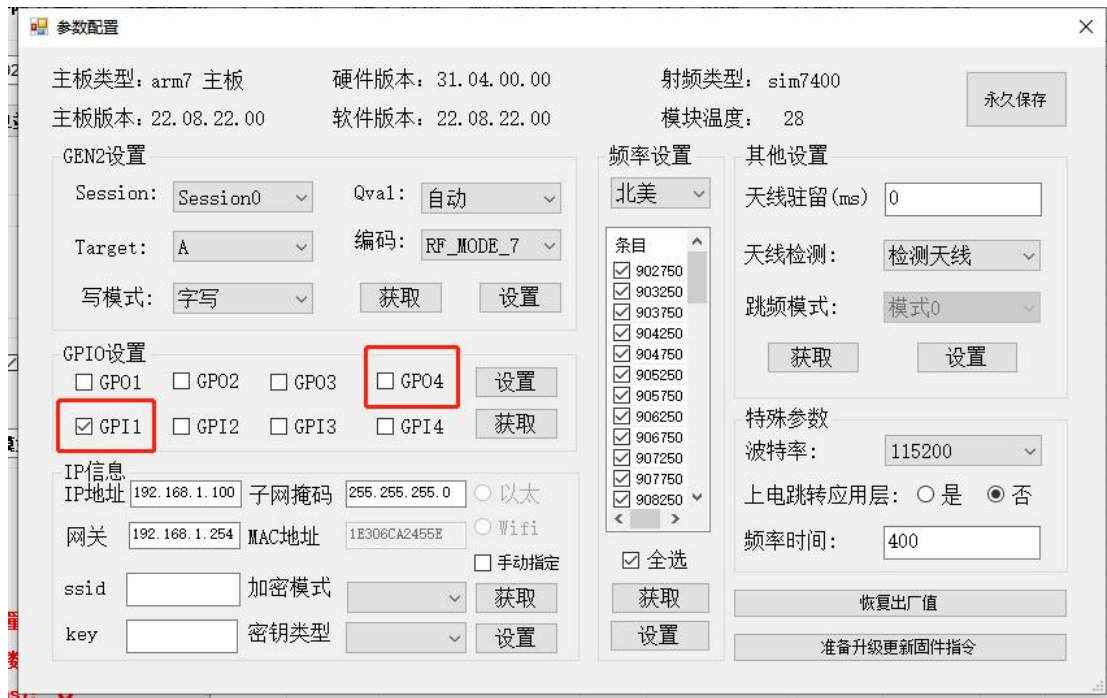 参数配置
主板类型: arm7 主板 硬件版本: 31.04.00.00 射频类型: sim7400
永久保存
主板版本: 22.08.22.00 软件版本: 22.08.22.00 模块温度: 28
GEN2设置
Session: Session0 Qval: 自动
Target: A 编码: RF_MODE_7
写模式: 字写 获取 设置
GPIO设置
GPO1 GPO2 GPO3 GPO4 设置
GPI1 GPI2 GPI3 GPI4 获取
IP信息
IP地址 192.168.1.100 子网掩码 255.255.255.0 以太
网关 192.168.1.254 MAC地址 1E306CA2455E Wifi
手动指定
ssid 加密模式 获取
key 密钥类型 设置
频率设置
北美
条目
902750
903250
903750
904250
904750
905250
905750
906250
906750
907250
907750
908250
全选
获取
设置
其他设置
天线驻留(ms) 0
天线检测: 检测天线
跳频模式: 模式0
获取 设置
特殊参数
波特率: 115200
上电跳转应用层: 是 否
频率时间: 400
恢复出厂值
准备升级更新固件指令